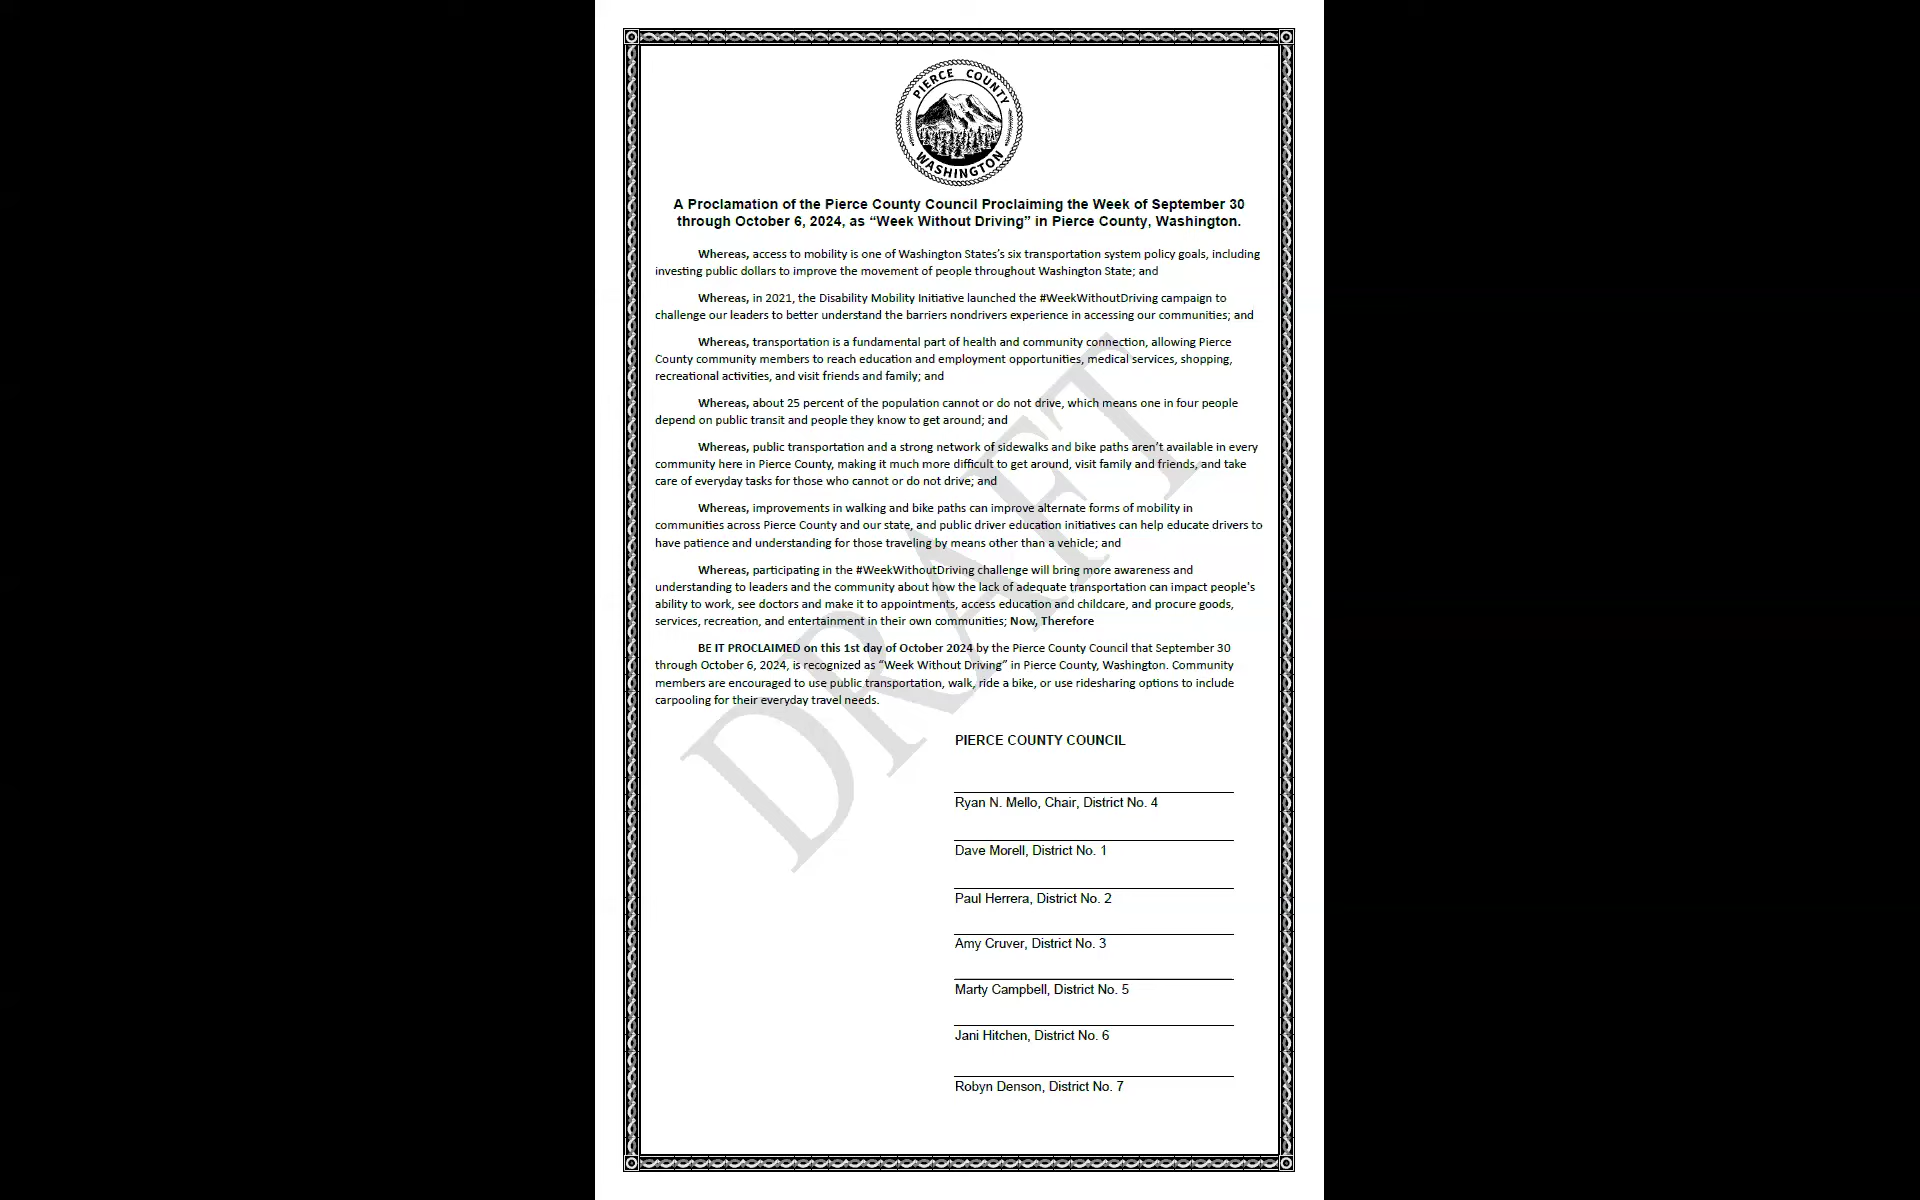 PIERCE COUNTY
WASHINGTON
A Proclamation of the Pierce County Council Proclaiming the Week of September 30
through October 6, 2024, as “Week Without Driving” in Pierce County, Washington.
Whereas, access to mobility is one of Washington States’s six transportation system policy goals, including
investing public dollars to improve the movement of people throughout Washington State; and
Whereas, in 2021, the Disability Mobility Initiative launched the #WeekWithoutDriving campaign to
challenge our leaders to better understand the barriers nondrivers experience in accessing our communities; and
Whereas, transportation is a fundamental part of health and community connection, allowing Pierce
County community members to reach education and employment opportunities, medical services, shopping,
recreational activities, and visit friends and family; and
Whereas, about 25 percent of the population cannot or do not drive, which means one in four people
depend on public transit and people they know to get around; and
Whereas, public transportation and a strong network of sidewalks and bike paths aren’t available in every
community here in Pierce County, making it much more difficult to get around, visit family and friends, and take
care of everyday tasks for those who cannot or do not drive; and
Whereas, improvements in walking and bike paths can improve alternate forms of mobility in
communities across Pierce County and our state, and public driver education initiatives can help educate drivers to
have patience and understanding for those traveling by means other than a vehicle; and
Whereas, participating in the #WeekWithoutDriving challenge will bring more awareness and
understanding to leaders and the community about how the lack of adequate transportation can impact people's
ability to work, see doctors and make it to appointments, access education and childcare, and procure goods,
services, recreation, and entertainment in their own communities; Now, Therefore
BE IT PROCLAIMED on this 1st day of October 2024 by the Pierce County Council that September 30
through October 6, 2024, is recognized as “Week Without Driving” in Pierce County, Washington. Community
members are encouraged to use public transportation, walk, ride a bike, or use ridesharing options to include
carpooling for their everyday travel needs.
DRAFT
PIERCE COUNTY COUNCIL
Ryan N. Mello, Chair, District No. 4
Dave Morell, District No. 1
Paul Herrera, District No. 2
Amy Cruver, District No. 3
Marty Campbell, District No. 5
Jani Hitchen, District No. 6
Robyn Denson, District No. 7